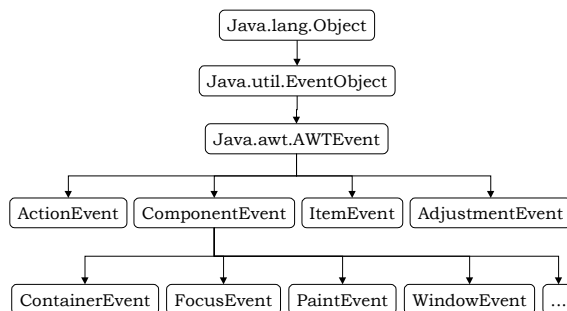 Java.lang.Object
Java.util.EventObject
Java.awt.AWTEvent
ActionEvent
ComponentEvent
ItemEvent
AdjustmentEvent
ContainerEvent
FocusEvent
PaintEvent
WindowEvent
...